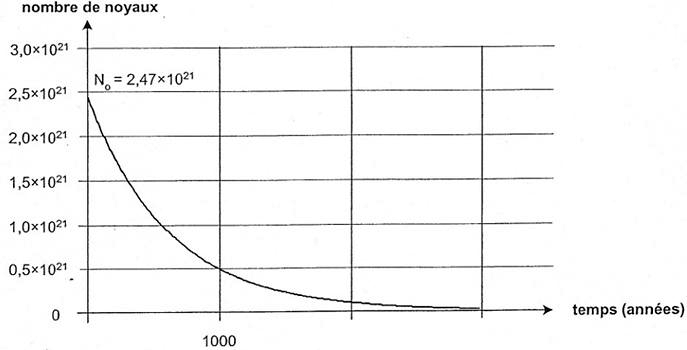 nombre de noyaux
3,0×10²¹
N₀ = 2,47×10²¹
2,5×10²¹
2,0×10²¹
1,5×10²¹
1,0×10²¹
0,5×10²¹
0
temps (années)
1000